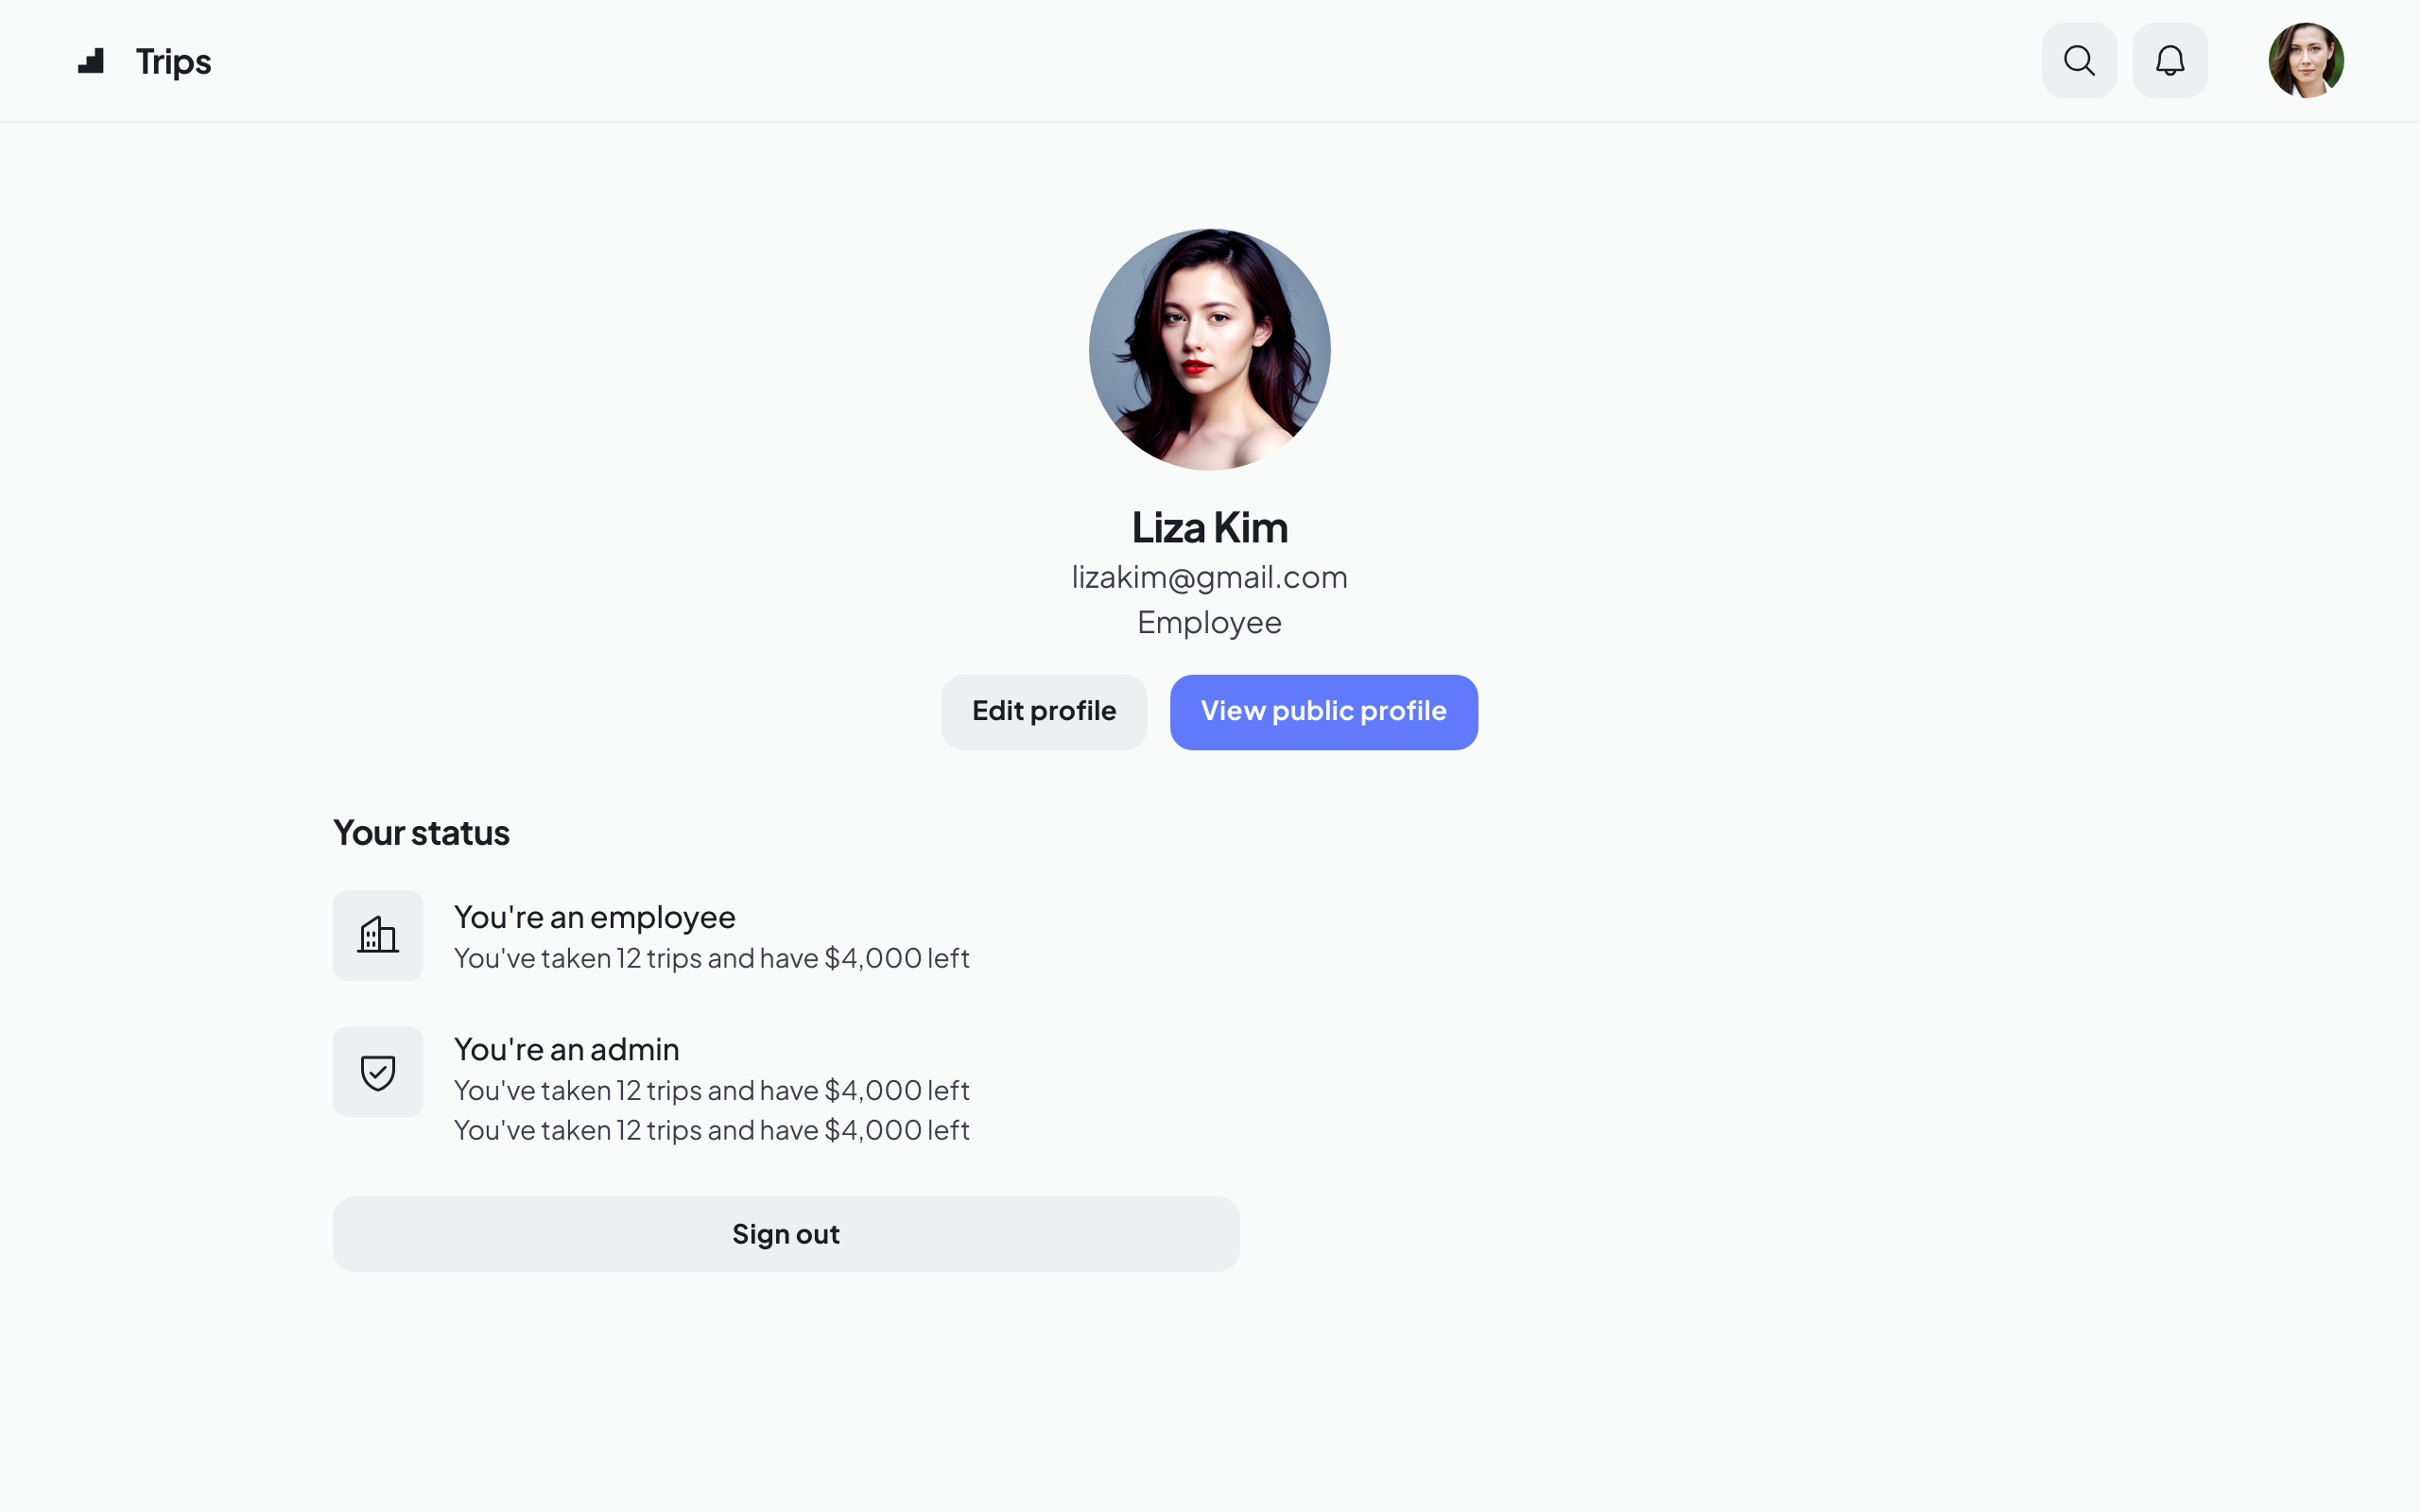 Trips
Liza Kim
lizakim@gmail.com
Employee
Edit profile
View public profile
Your status
You're an employee
You've taken 12 trips and have $4,000 left
You're an admin
You've taken 12 trips and have $4,000 left
You've taken 12 trips and have $4,000 left
Sign out